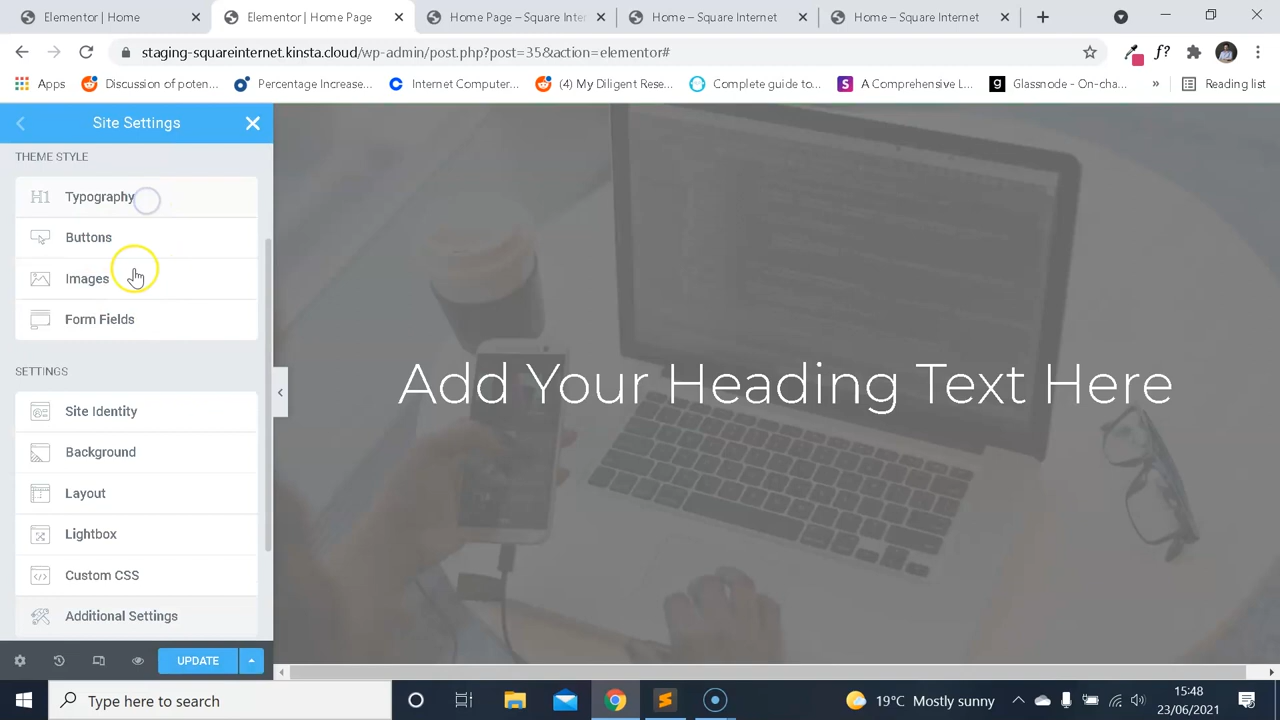 Elementor | Home
Elementor | Home Page
Home Page – Square Inte
Home – Square Internet
Home – Square Internet
staging-squareinternet.kinsta.cloud/wp-admin/post.php?post=35&action=elementor#
f?
Apps
Discussion of poten...
Percentage Increase...
Internet Computer...
(4) My Diligent Rese...
Complete guide to...
S
A Comprehensive L...
g
Glassnode - On-cha...
»
Reading list
Site Settings
THEME STYLE
H1
Typography
Buttons
Images
Form Fields
SETTINGS
Site Identity
Background
Layout
Lightbox
Custom CSS
Additional Settings
UPDATE
Add Your Heading Text Here
Type here to search
19°C Mostly sunny
15:48
23/06/2021